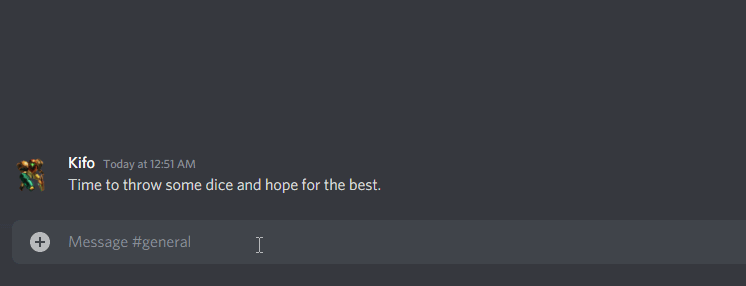 Kifo Today at 12:51 AM
Time to throw some dice and hope for the best.
Message #general